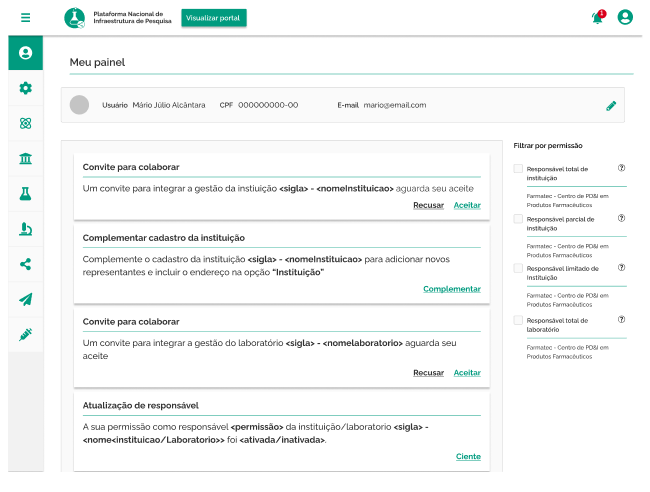 Plataforma Nacional de
Infraestrutura de Pesquisa
Visualizar portal
1
Meu painel
Usuário Mário Júlio Alcântara CPF 000000000-00 E-mail mario@email.com
Convite para colaborar
Um convite para integrar a gestão da instiuição <sigla> - <nomeInstituicao> aguarda seu aceite
Recusar Aceitar
Complementar cadastro da instituição
Complemente o cadastro da instituição <sigla> - <nomeInstituicao> para adicionar novos
representantes e incluir o endereço na opção "Instituição"
Complementar
Convite para colaborar
Um convite para integrar a gestão do laboratório <sigla> - <nomelaboratorio> aguarda seu
aceite
Recusar Aceitar
Atualização de responsável
A sua permissão como responsável <permissão> da instituição/laboratorio <sigla> -
<nome<instituicao/Laboratorio>> foi <ativada/inativada>.
Ciente
Filtrar por permissão
Responsável total de
instituição
?
Farmatec - Centro de PD&I em
Produtos Farmacêuticos
Responsável parcial de
instituição
?
Farmatec - Centro de PD&I em
Produtos Farmacêuticos
Responsável limitado de
Instituição
?
Farmatec - Centro de PD&I em
Produtos Farmacêuticos
Responsável total de
laboratório
?
Farmatec - Centro de PD&I em
Produtos Farmacêuticos